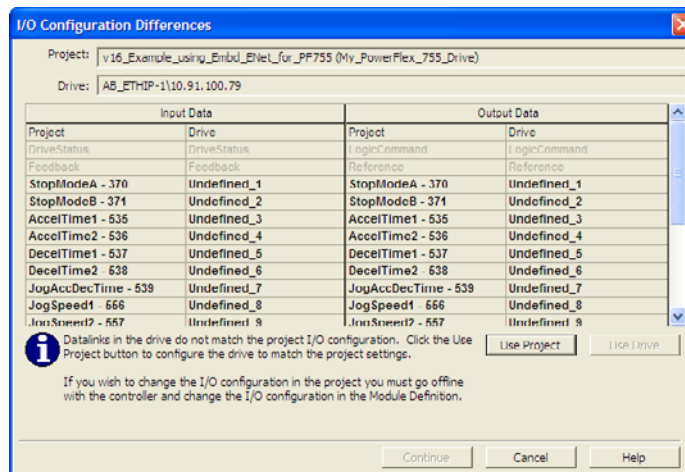 I/O Configuration Differences
Project: v16_Example_using_Embd_ENet_for_PF755 (My_PowerFlex_755_Drive)
Drive: AB_ETHIP-1\10.91.100.79
Input Data Output Data
Project Drive Project Drive
DriveStatus DriveStatus LogicCommand LogicCommand
Feedback Feedback Reference Reference
StopModeA - 370 Undefined_1 StopModeA - 370 Undefined_1
StopModeB - 371 Undefined_2 StopModeB - 371 Undefined_2
AccelTime1 - 535 Undefined_3 AccelTime1 - 535 Undefined_3
AccelTime2 - 536 Undefined_4 AccelTime2 - 536 Undefined_4
DecelTime1 - 537 Undefined_5 DecelTime1 - 537 Undefined_5
DecelTime2 - 538 Undefined_6 DecelTime2 - 538 Undefined_6
JogAccDecTime - 539 Undefined_7 JogAccDecTime - 539 Undefined_7
JogSpeed1 - 556 Undefined_8 JogSpeed1 - 556 Undefined_8
JogSpeed2 - 557 Undefined_9 JogSpeed2 - 557 Undefined_9
Datalinks in the drive do not match the project I/O configuration. Click the Use
Project button to configure the drive to match the project settings.
Use Project Use Drive
If you wish to change the I/O configuration in the project you must go offline
with the controller and change the I/O configuration in the Module Definition.
Continue Cancel Help